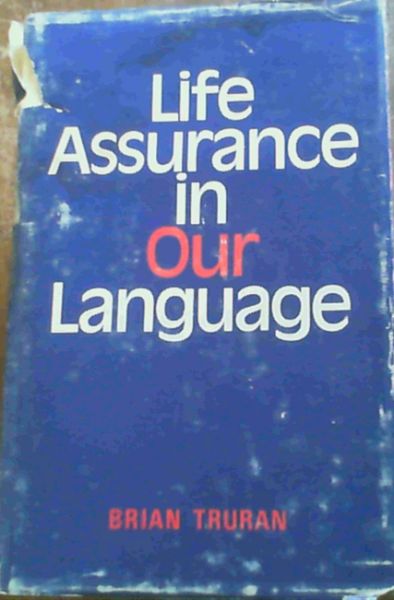 Life
Assurance
in
Our
Language
BRIAN TRURAN